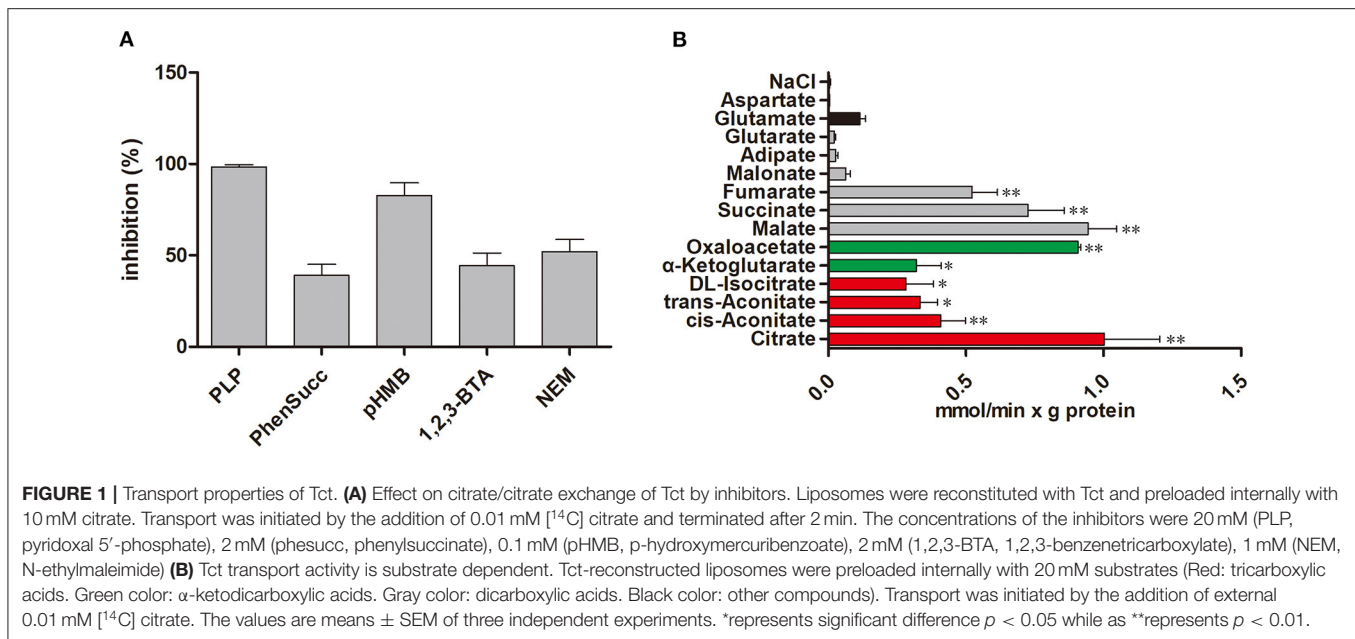 A
inhibition (%)
150
100
50
0
PLP
PhenSucc
pHMB
1,2,3-BTA
NEM
B
NaCl
Aspartate
Glutamate
Glutarate
Adipate
Malonate
Fumarate **
Succinate **
Malate **
Oxaloacetate **
α-Ketoglutarate *
DL-Isocitrate *
trans-Aconitate *
cis-Aconitate **
Citrate **
0.0
0.5
1.0
1.5
mmol/min x g protein
FIGURE 1 | Transport properties of Tct. (A) Effect on citrate/citrate exchange of Tct by inhibitors. Liposomes were reconstituted with Tct and preloaded internally with
10 mM citrate. Transport was initiated by the addition of 0.01 mM [¹⁴C] citrate and terminated after 2 min. The concentrations of the inhibitors were 20 mM (PLP,
pyridoxal 5′-phosphate), 2 mM (phesucc, phenylsuccinate), 0.1 mM (pHMB, p-hydroxymercuribenzoate), 2 mM (1,2,3-BTA, 1,2,3-benzenetricarboxylate), 1 mM (NEM,
N-ethylmaleimide) (B) Tct transport activity is substrate dependent. Tct-reconstructed liposomes were preloaded internally with 20 mM substrates (Red: tricarboxylic
acids. Green color: α-ketodicarboxylic acids. Gray color: dicarboxylic acids. Black color: other compounds). Transport was initiated by the addition of external
0.01 mM [¹⁴C] citrate. The values are means ± SEM of three independent experiments. *represents significant difference p < 0.05 while as **represents p < 0.01.